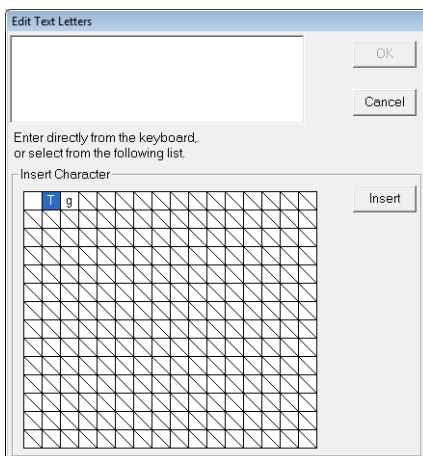 Edit Text Letters
OK
Cancel
Enter directly from the keyboard,
or select from the following list.
Insert Character
T g
Insert